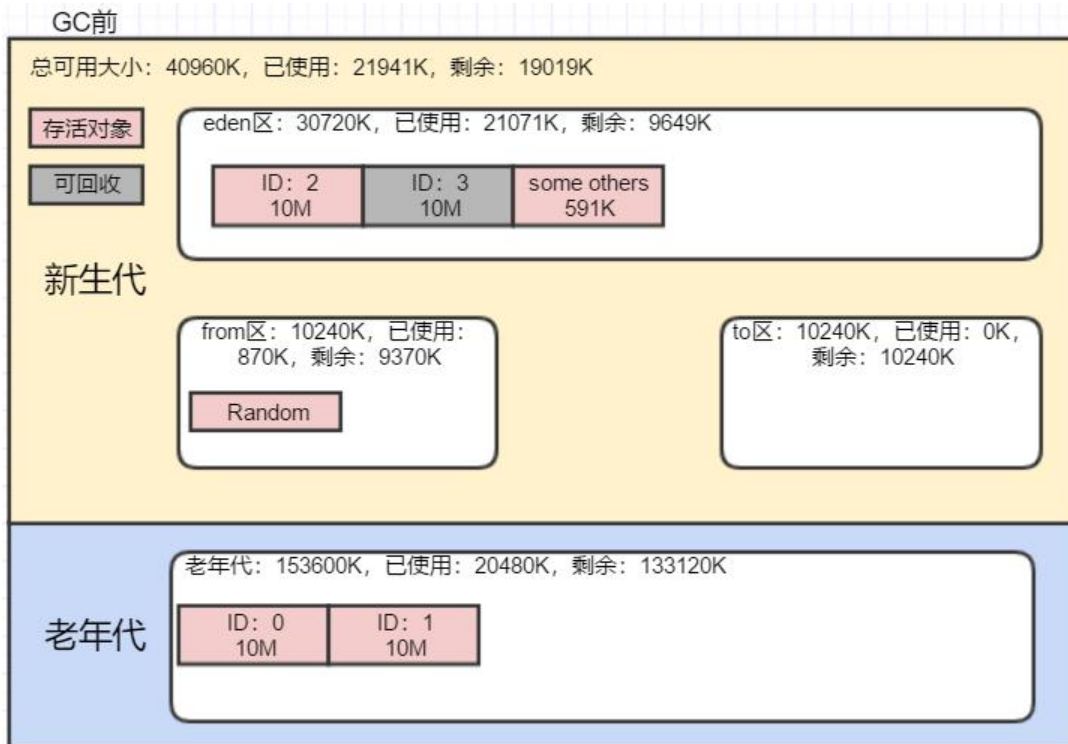 GC前
总可用大小：40960K，已使用：21941K，剩余：19019K
存活对象
可回收
eden区：30720K，已使用：21071K，剩余：9649K
ID：2
10M
ID：3
10M
some others
591K
新生代
from区：10240K，已使用：
870K，剩余：9370K
Random
to区：10240K，已使用：0K，
剩余：10240K
老年代
老年代：153600K，已使用：20480K，剩余：133120K
ID：0
10M
ID：1
10M